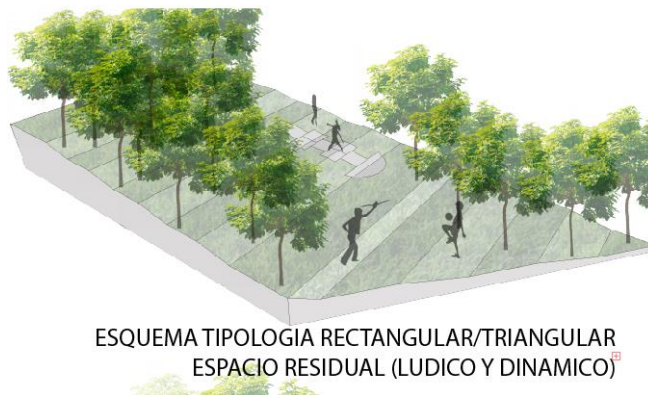 ESQUEMA TIPOLOGIA RECTANGULAR/TRIANGULAR
ESPACIO RESIDUAL (LUDICO Y DINAMICO)